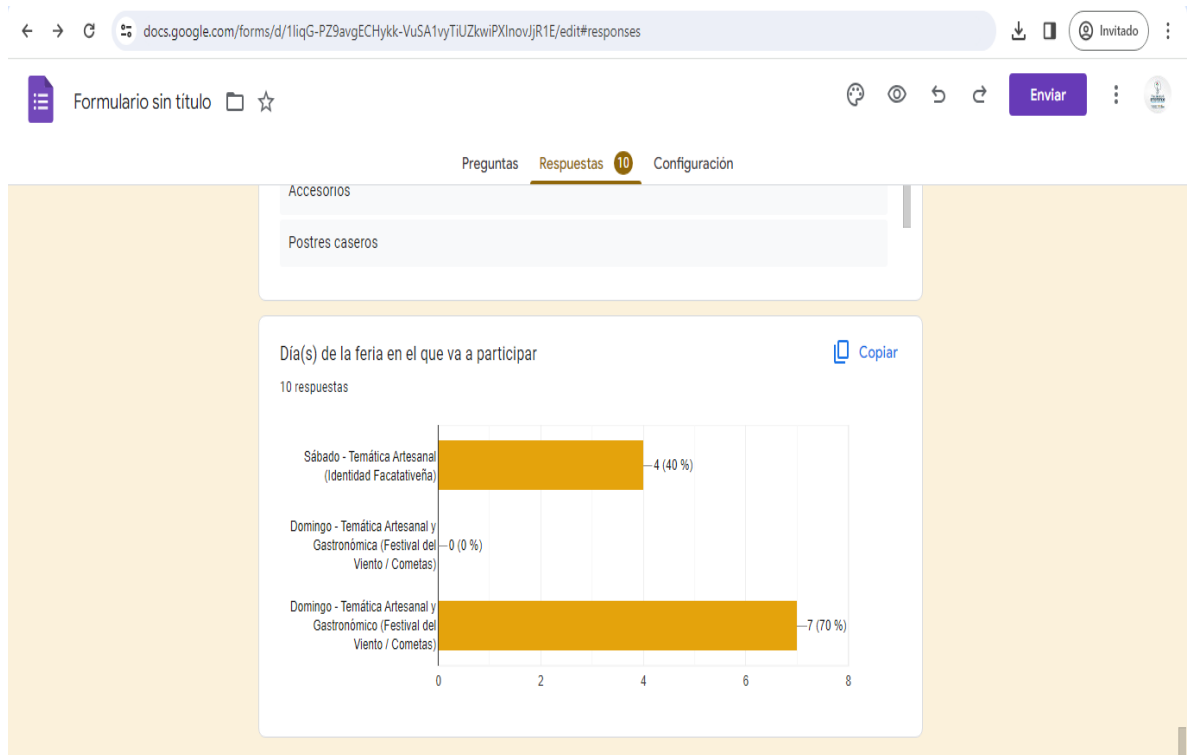 docs.google.com/forms/d/1liqG-PZ9avgECHykk-VuSA1vyTiUZkwiPXInovJjR1E/edit#responses
Invitado
Formulario sin título
Enviar
Preguntas Respuestas 10 Configuración
Accesorios
Postres caseros
Día(s) de la feria en el que va a participar
Copiar
10 respuestas
Sábado - Temática Artesanal
(Identidad Facatativeña)
4 (40 %)
Domingo - Temática Artesanal y
Gastronómica (Festival del
Viento / Cometas)
0 (0 %)
Domingo - Temática Artesanal y
Gastronómico (Festival del
Viento / Cometas)
7 (70 %)
0 2 4 6 8